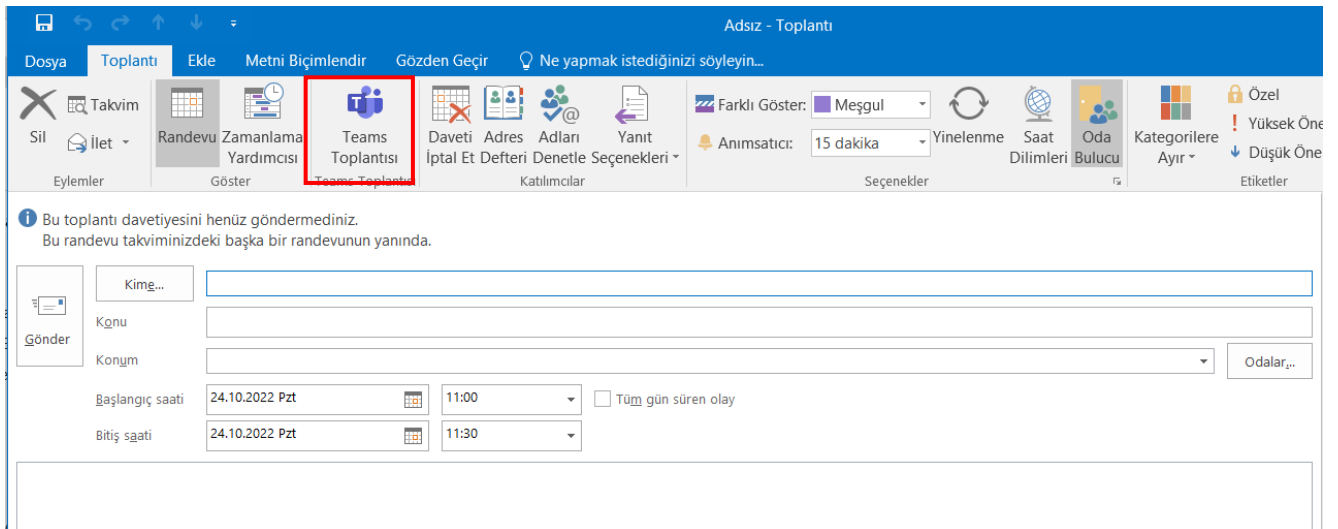 Adsız - Toplantı
Dosya Toplantı Ekle Metni Biçimlendir Gözden Geçir Ne yapmak istediğinizi söyleyin...
Sil
Takvim
İlet
Randevu
Zamanlama
Yardımcısı
Teams
Toplantısı
Daveti
İptal Et
Adres
Defteri
Adları
Denetle
Yanıt
Seçenekleri
Farklı Göster: Meşgul
Anımsatıcı: 15 dakika
Yinelenme
Saat
Dilimleri
Oda
Bulucu
Kategorilere
Ayır
Özel
Yüksek Öne
Düşük Öne
Eylemler Göster Teams Toplantıs Katılımcılar Seçenekler Etiketler
Bu toplantı davetiyesini henüz göndermediniz.
Bu randevu takviminizdeki başka bir randevunun yanında.
Gönder
Kime...
Konu
Konum Odalar...
Başlangıç saati 24.10.2022 Pzt 11:00 Tüm gün süren olay
Bitiş saati 24.10.2022 Pzt 11:30